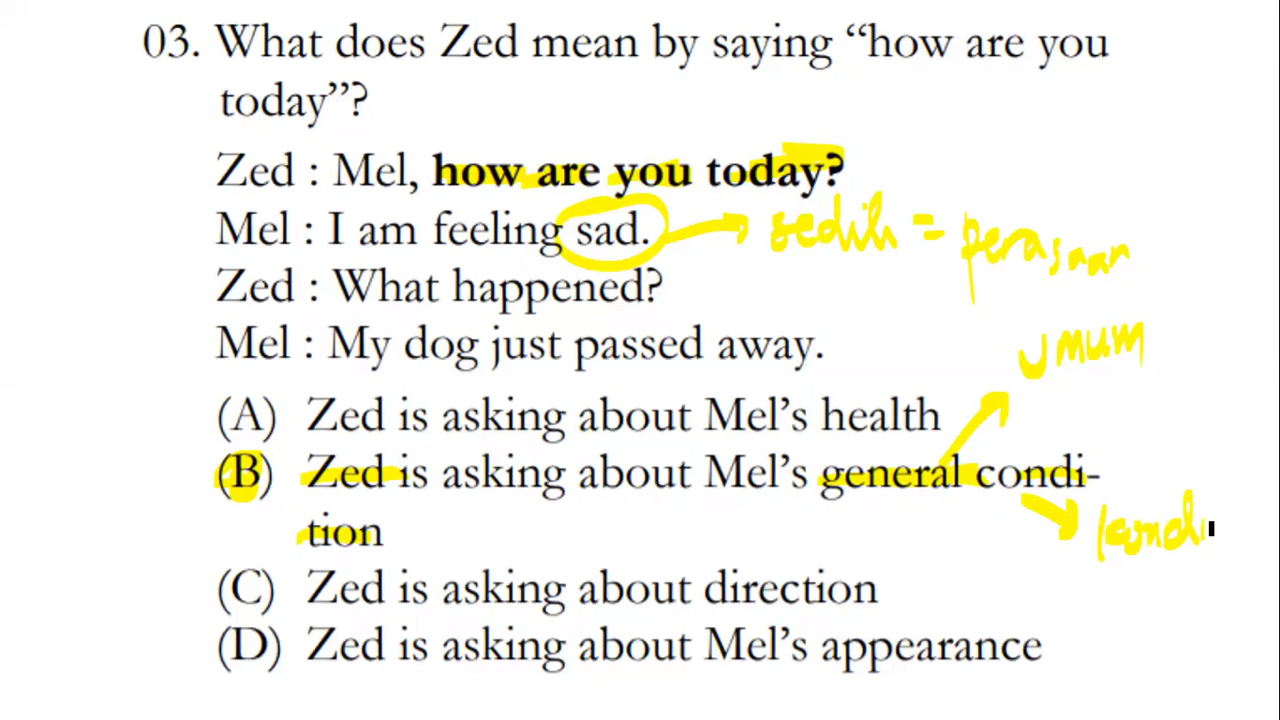 03. What does Zed mean by saying “how are you
today”?
Zed : Mel, how are you today?
Mel : I am feeling sad. sedih = perasaan
Zed : What happened?
umum
Mel : My dog just passed away.
(A) Zed is asking about Mel’s health
(B) Zed is asking about Mel’s general condi-
tion
kondi
(C) Zed is asking about direction
(D) Zed is asking about Mel’s appearance